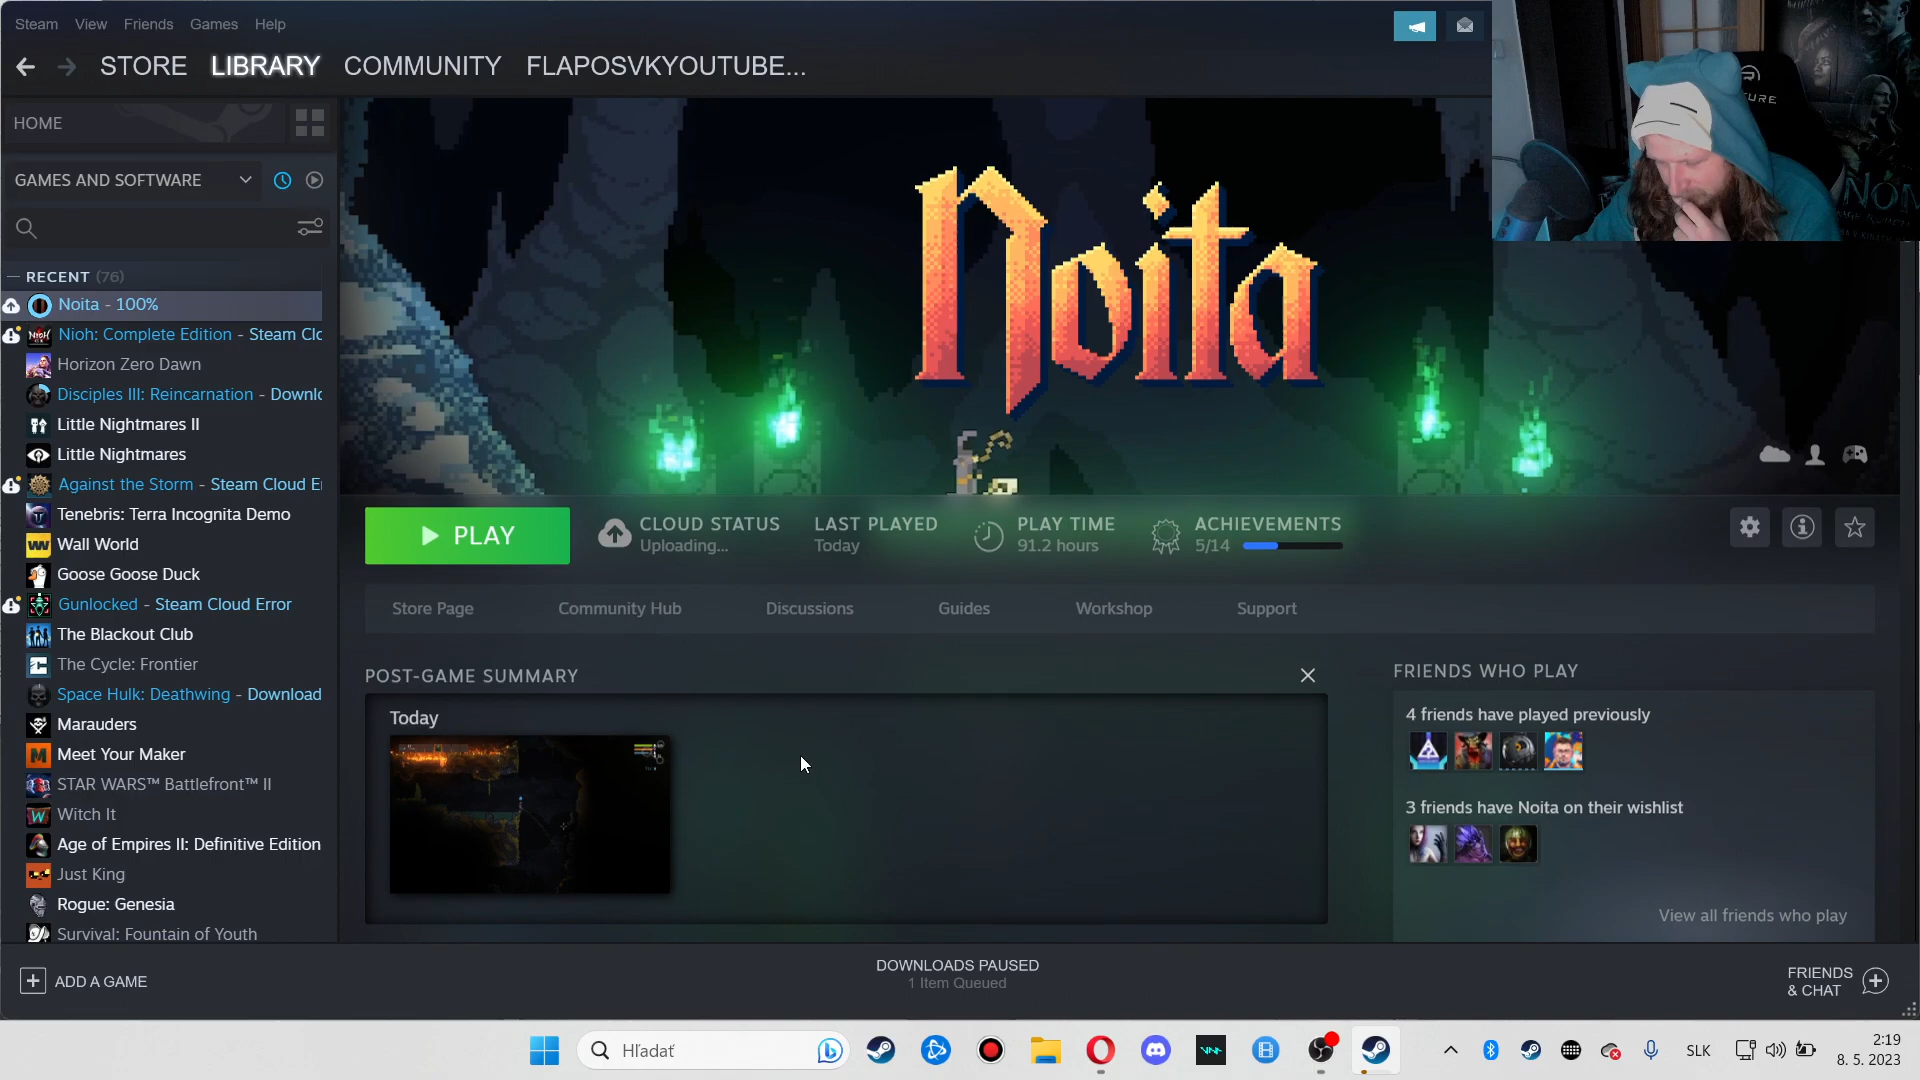 Steam View Friends Games Help
STORE LIBRARY COMMUNITY FLAPOSVKYOUTUBE...
HOME
GAMES AND SOFTWARE
RECENT (76)
Noita - 100%
Nioh: Complete Edition - Steam Clo
Horizon Zero Dawn
Disciples III: Reincarnation - Downlo
Little Nightmares II
Little Nightmares
Against the Storm - Steam Cloud E
Tenebris: Terra Incognita Demo
Wall World
Goose Goose Duck
Gunlocked - Steam Cloud Error
The Blackout Club
The Cycle: Frontier
Space Hulk: Deathwing - Download
Marauders
Meet Your Maker
STAR WARS™ Battlefront™ II
Witch It
Age of Empires II: Definitive Edition
Just King
Rogue: Genesia
Survival: Fountain of Youth
Noita
PLAY
CLOUD STATUS
Uploading...
LAST PLAYED
Today
PLAY TIME
91.2 hours
ACHIEVEMENTS
5/14
Store Page Community Hub Discussions Guides Workshop Support
POST-GAME SUMMARY
Today
FRIENDS WHO PLAY
4 friends have played previously
3 friends have Noita on their wishlist
View all friends who play
ADD A GAME
DOWNLOADS PAUSED
1 Item Queued
FRIENDS
& CHAT
Hľadať
SLK
2:19
8. 5. 2023